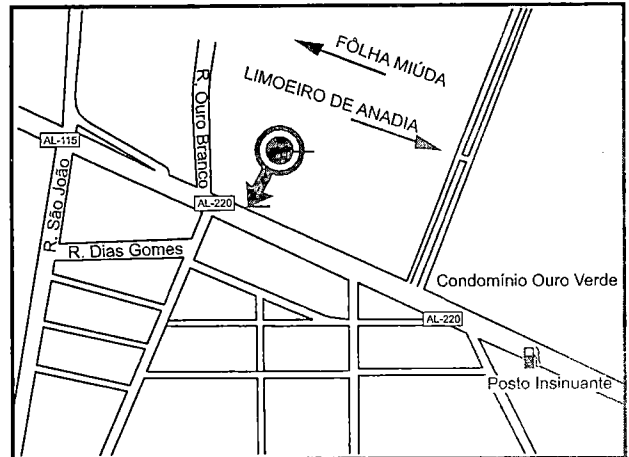 FÔLHA MIÚDA
LIMOEIRO DE ANADIA
R. Ouro Branco
AL-115
R. São João
AL-220
R. Dias Gomes
Condomínio Ouro Verde
AL-220
Posto Insinuante